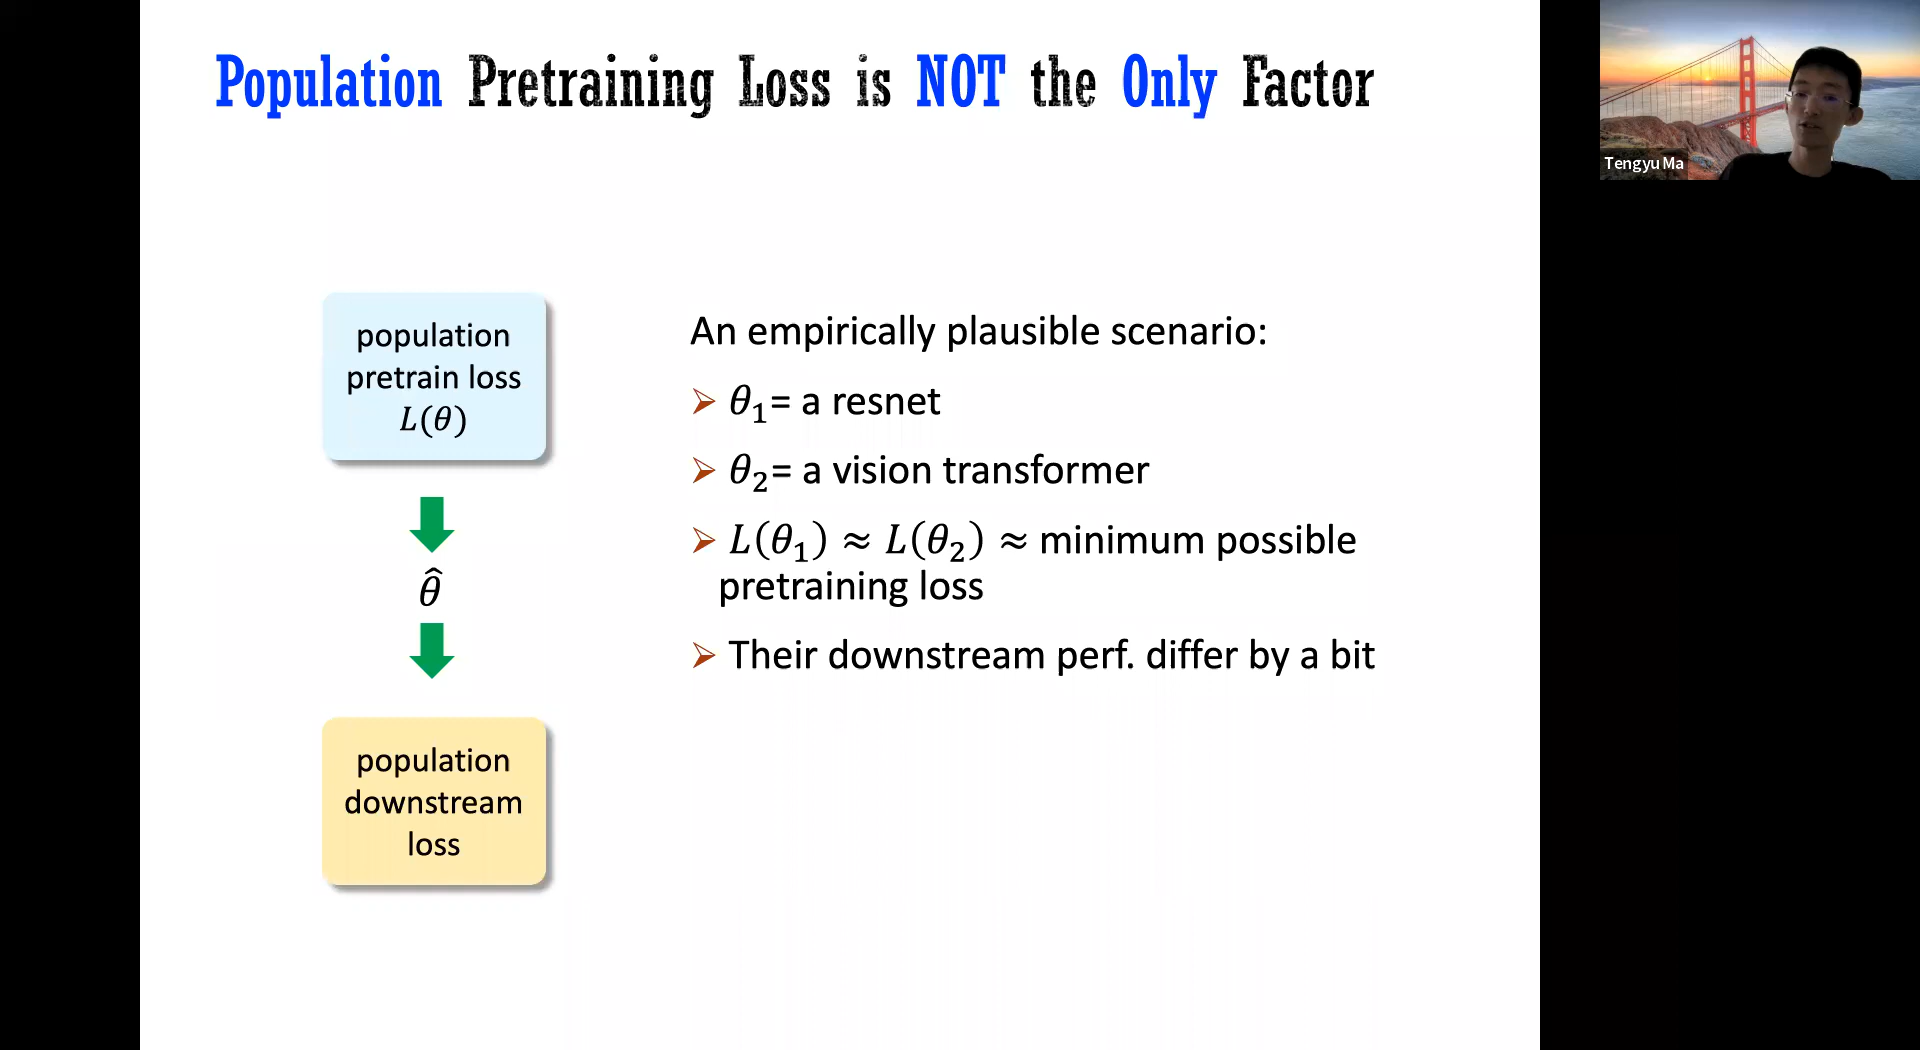 Population Pretraining Loss is NOT the Only Factor
Tengyu Ma
population
pretrain loss
L(θ)
θ̂
population
downstream
loss
An empirically plausible scenario:
➢ θ₁= a resnet
➢ θ₂= a vision transformer
➢ L(θ₁) ≈ L(θ₂) ≈ minimum possible
pretraining loss
➢ Their downstream perf. differ by a bit